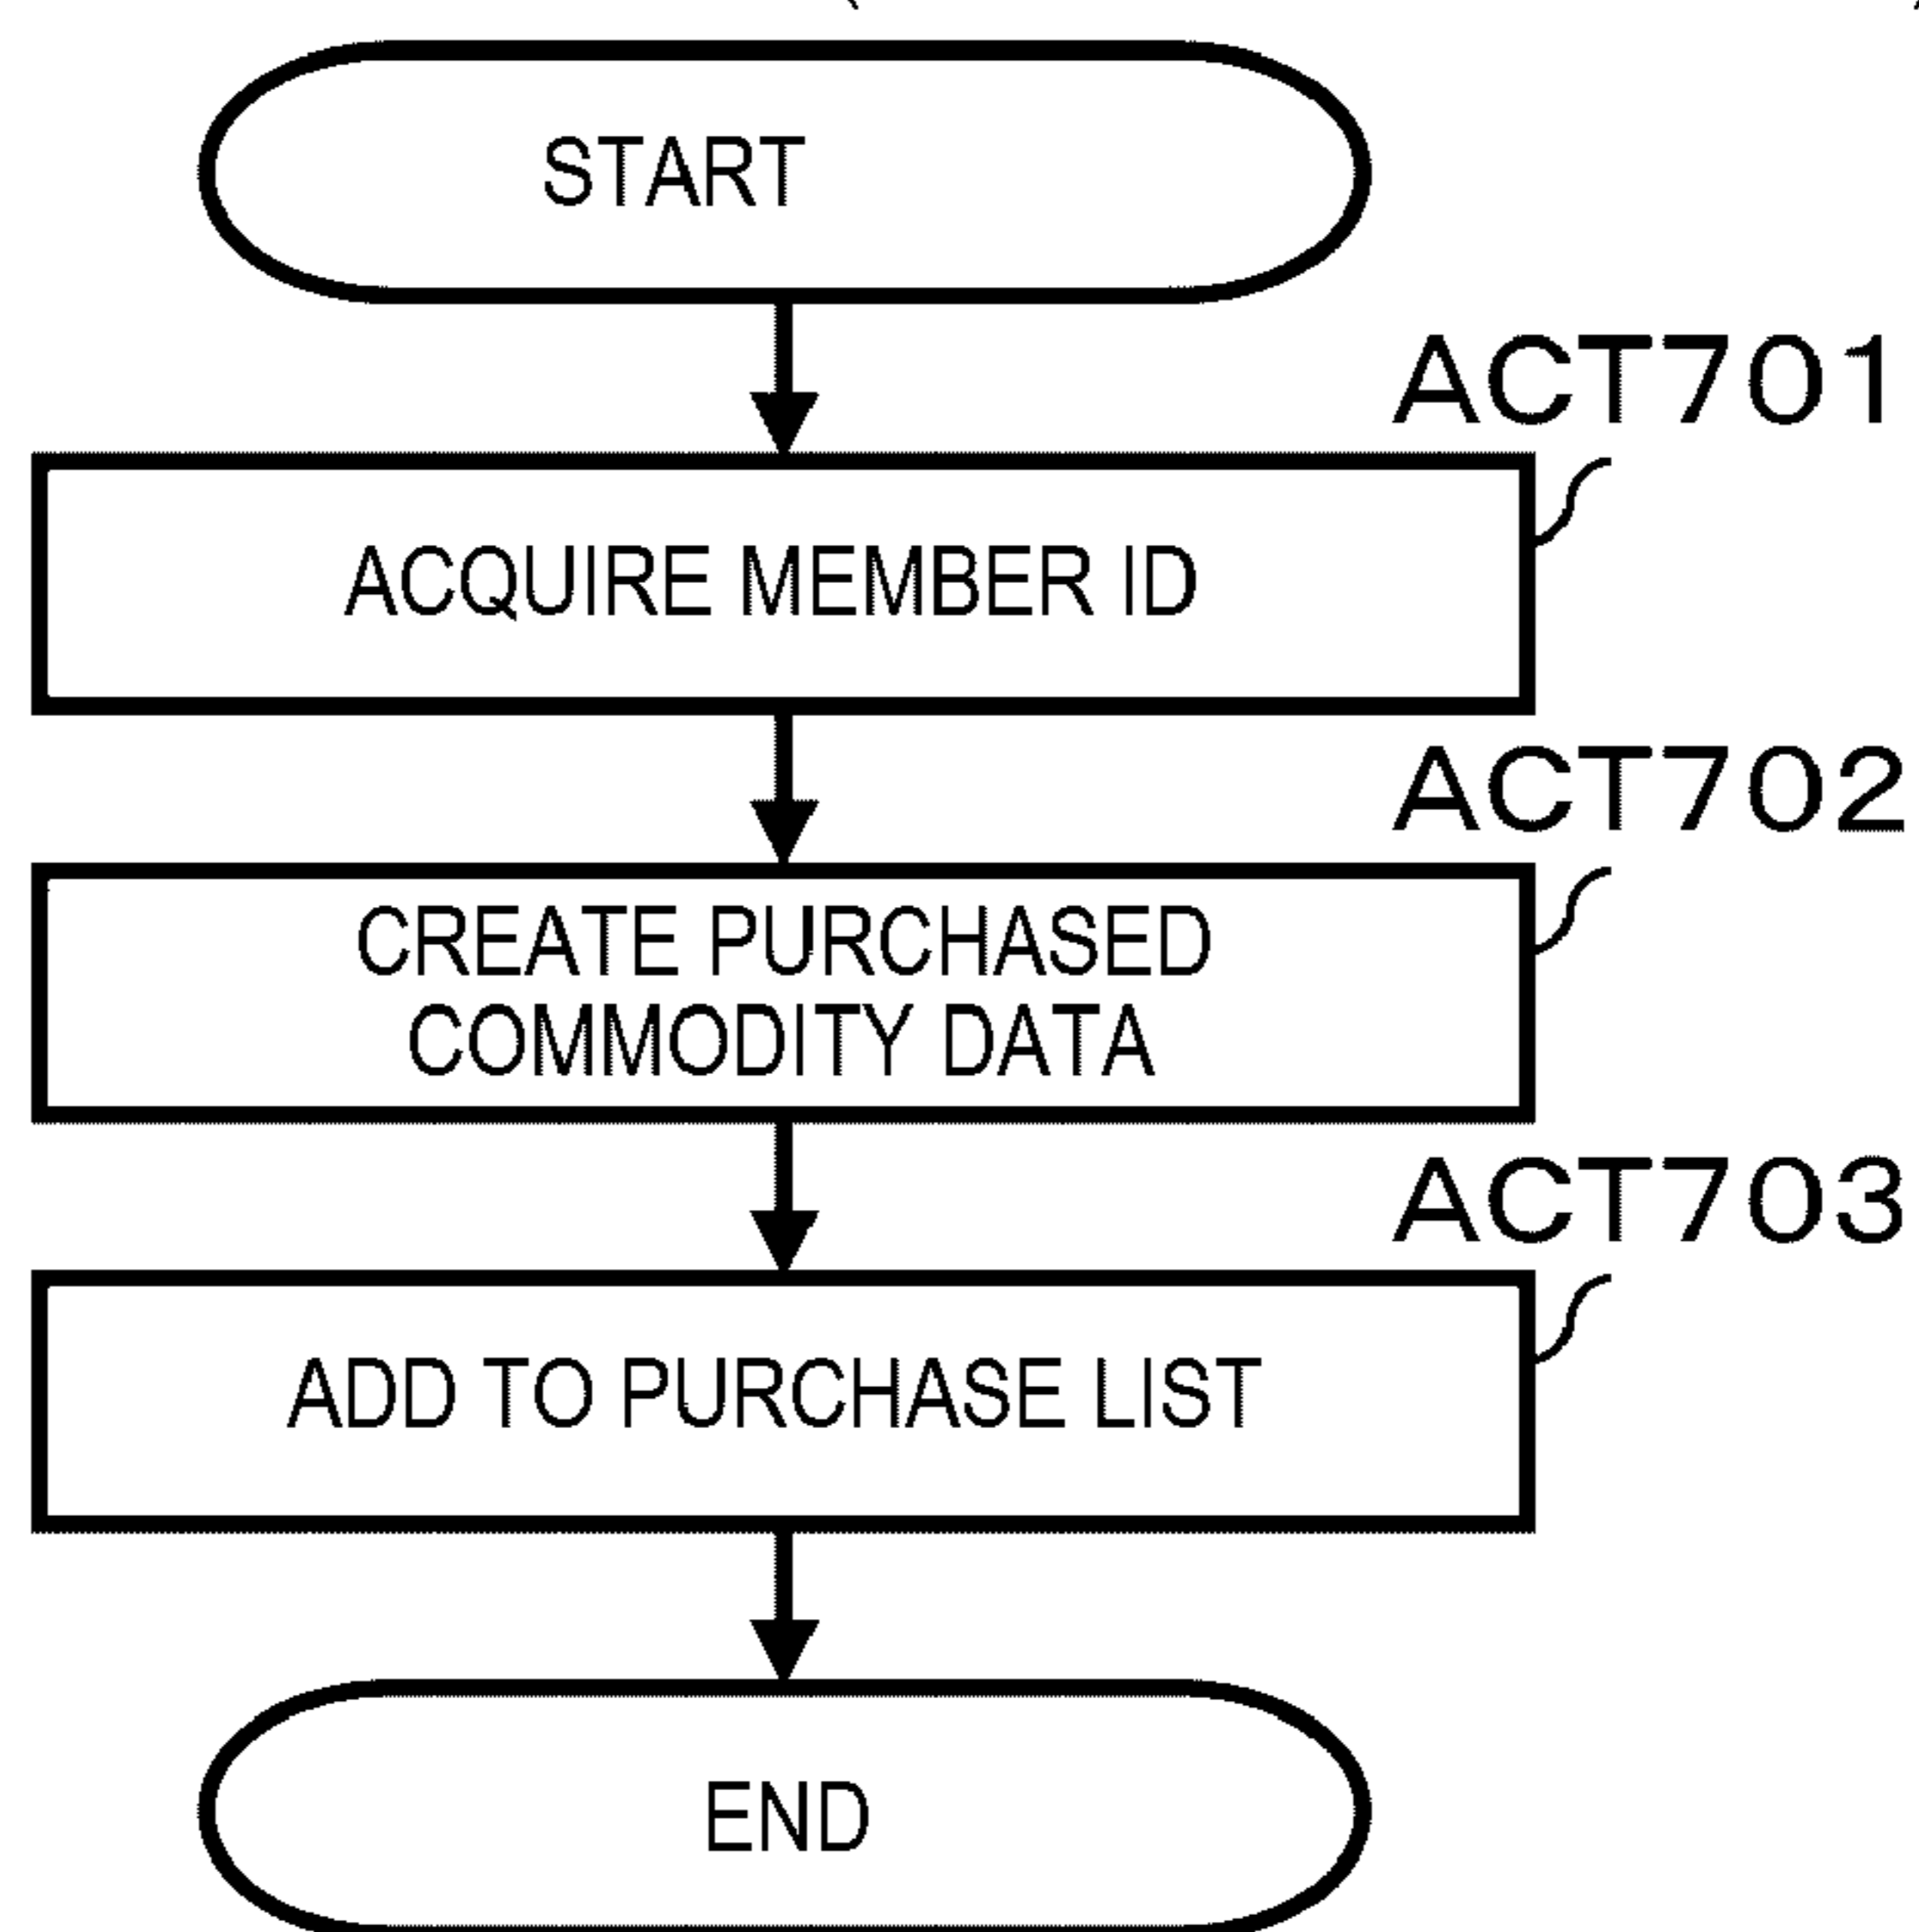 START
ACT701
ACQUIRE MEMBER ID
ACT702
CREATE PURCHASED
COMMODITY DATA
ACT703
ADD TO PURCHASE LIST
END